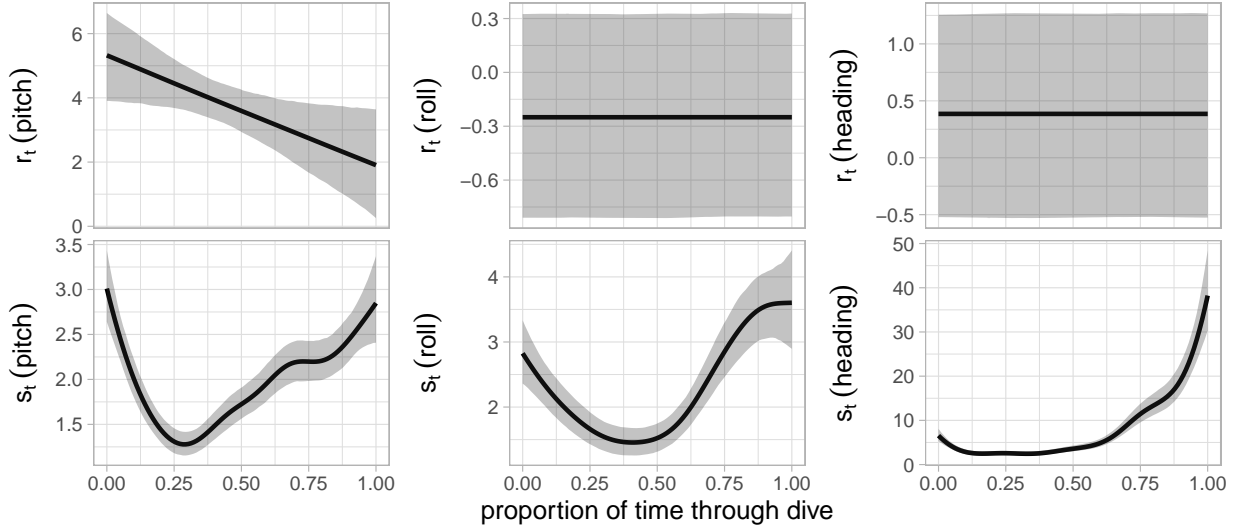 r_t (pitch)
6
4
2
0
r_t (roll)
0.3
0.0
−0.3
−0.6
r_t (heading)
1.0
0.5
0.0
−0.5
s_t (pitch)
3.5
3.0
2.5
2.0
1.5
0.00 0.25 0.50 0.75 1.00
s_t (roll)
4
3
2
0.00 0.25 0.50 0.75 1.00
s_t (heading)
50
40
30
20
10
0
0.00 0.25 0.50 0.75 1.00
proportion of time through dive